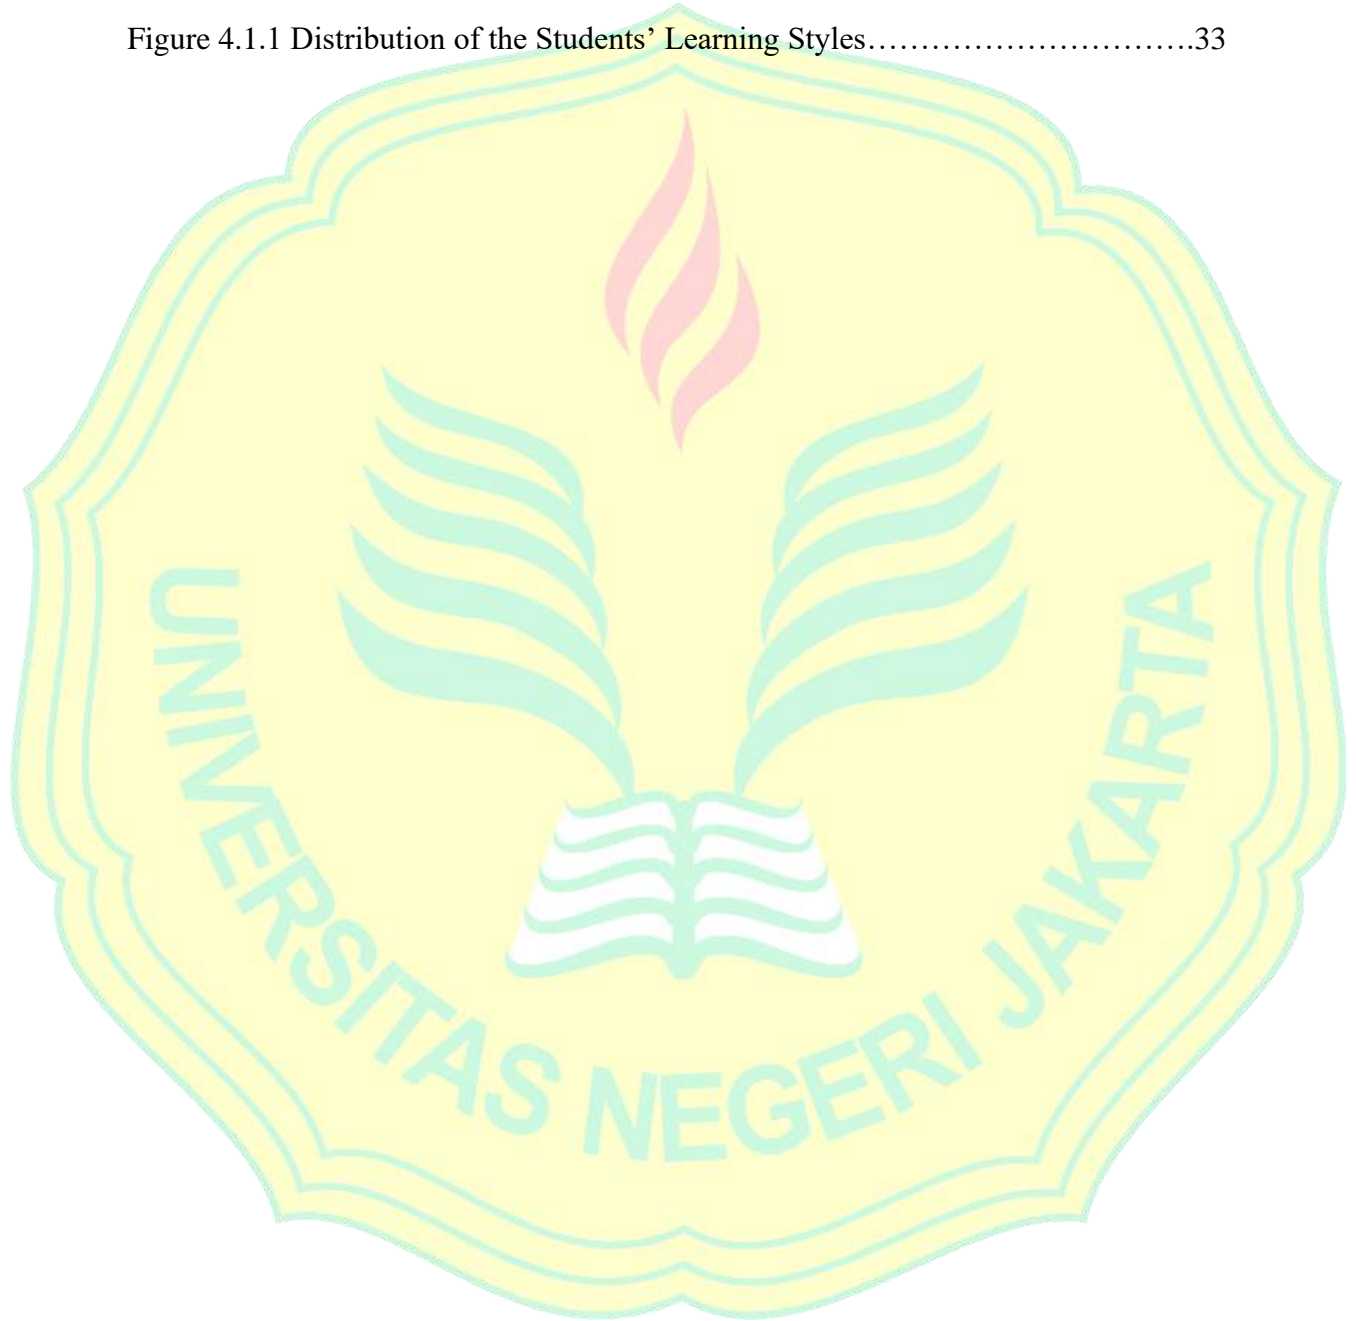 Figure 4.1.1 Distribution of the Students’ Learning Styles……………………………….33
UNIVERSITAS NEGERI JAKARTA